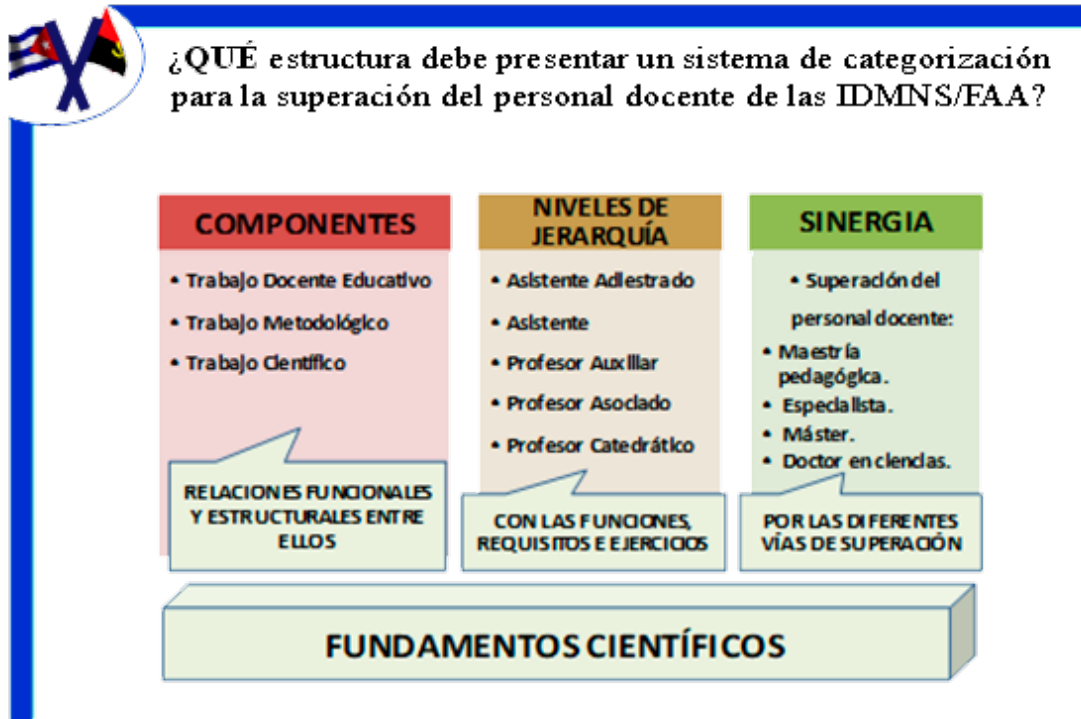 ¿QUÉ estructura debe presentar un sistema de categorización
para la superación del personal docente de las IDMNS/FAA?
COMPONENTES
• Trabajo Docente Educativo
• Trabajo Metodológico
• Trabajo Científico
RELACIONES FUNCIONALES
Y ESTRUCTURALES ENTRE
ELLOS
NIVELES DE
JERARQUÍA
• Asistente Adiestrado
• Asistente
• Profesor Auxiliar
• Profesor Asociado
• Profesor Catedrático
CON LAS FUNCIONES,
REQUISITOS E EJERCICIOS
SINERGIA
• Superación del
personal docente:
• Maestría
pedagógica.
• Especialista.
• Máster.
• Doctor en ciencias.
POR LAS DIFERENTES
VÍAS DE SUPERACIÓN
FUNDAMENTOS CIENTÍFICOS